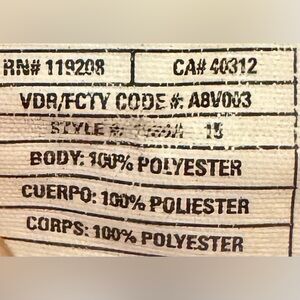 RN# 119208 CA# 40312
VDR/FCTY CODE #: A8V003
STYLE #: 15
BODY: 100% POLYESTER
CUERPO: 100% POLIESTER
CORPS: 100% POLYESTER